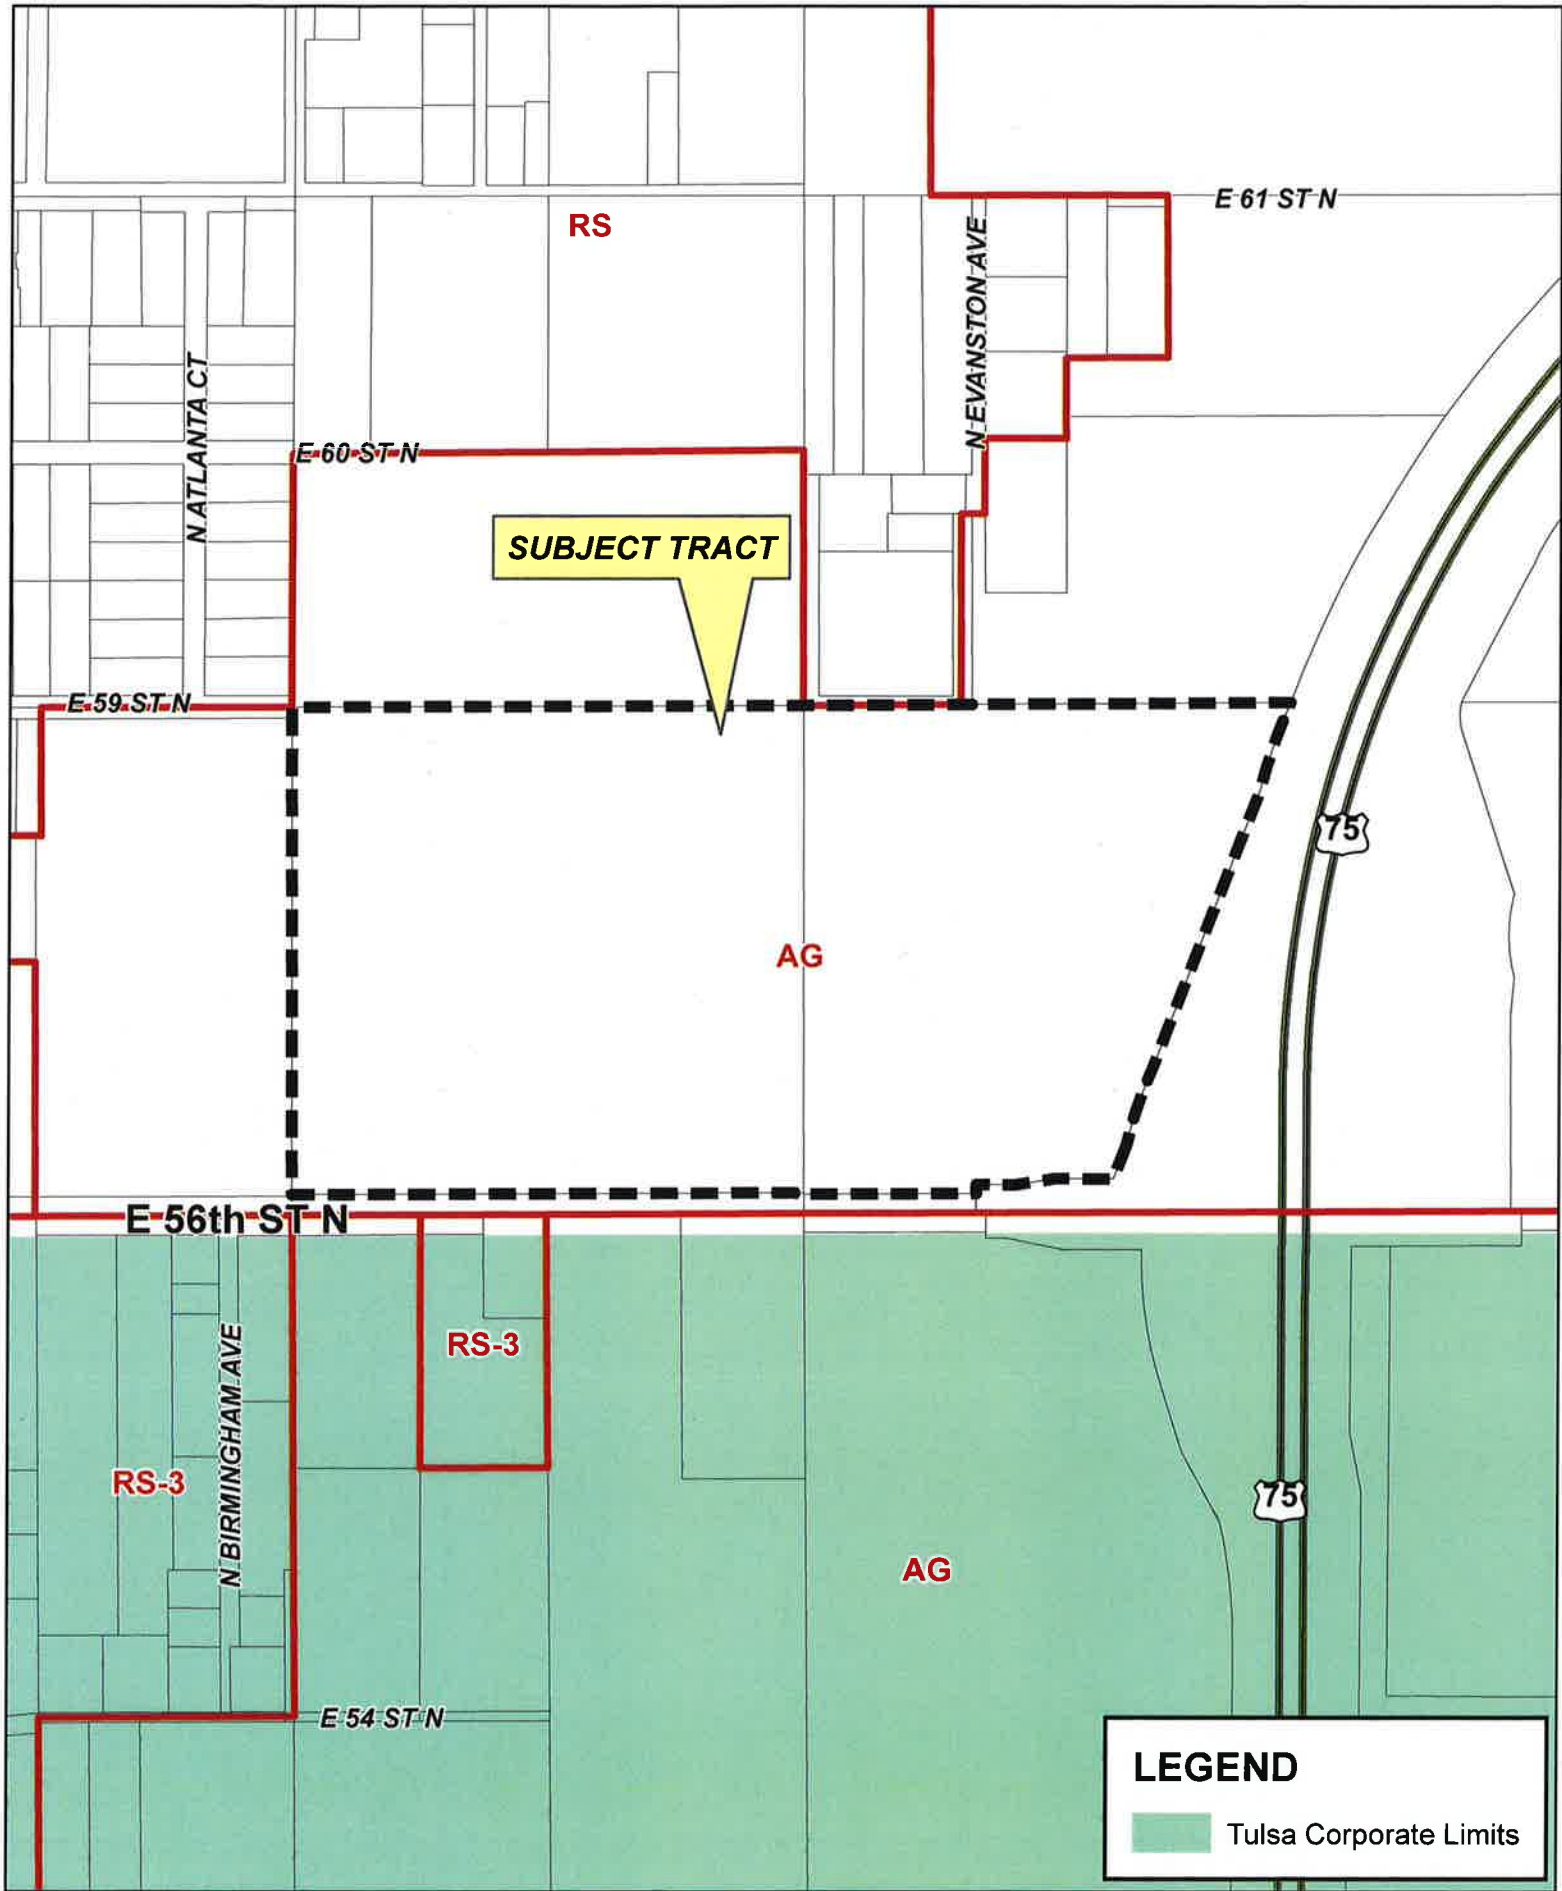 E 61 ST N
RS
N EVANSTON AVE
N ATLANTA CT
E 60 ST N
SUBJECT TRACT
E 59 ST N
75
AG
E 56th ST N
RS-3
N BIRMINGHAM AVE
RS-3
75
AG
E 54 ST N
LEGEND
Tulsa Corporate Limits